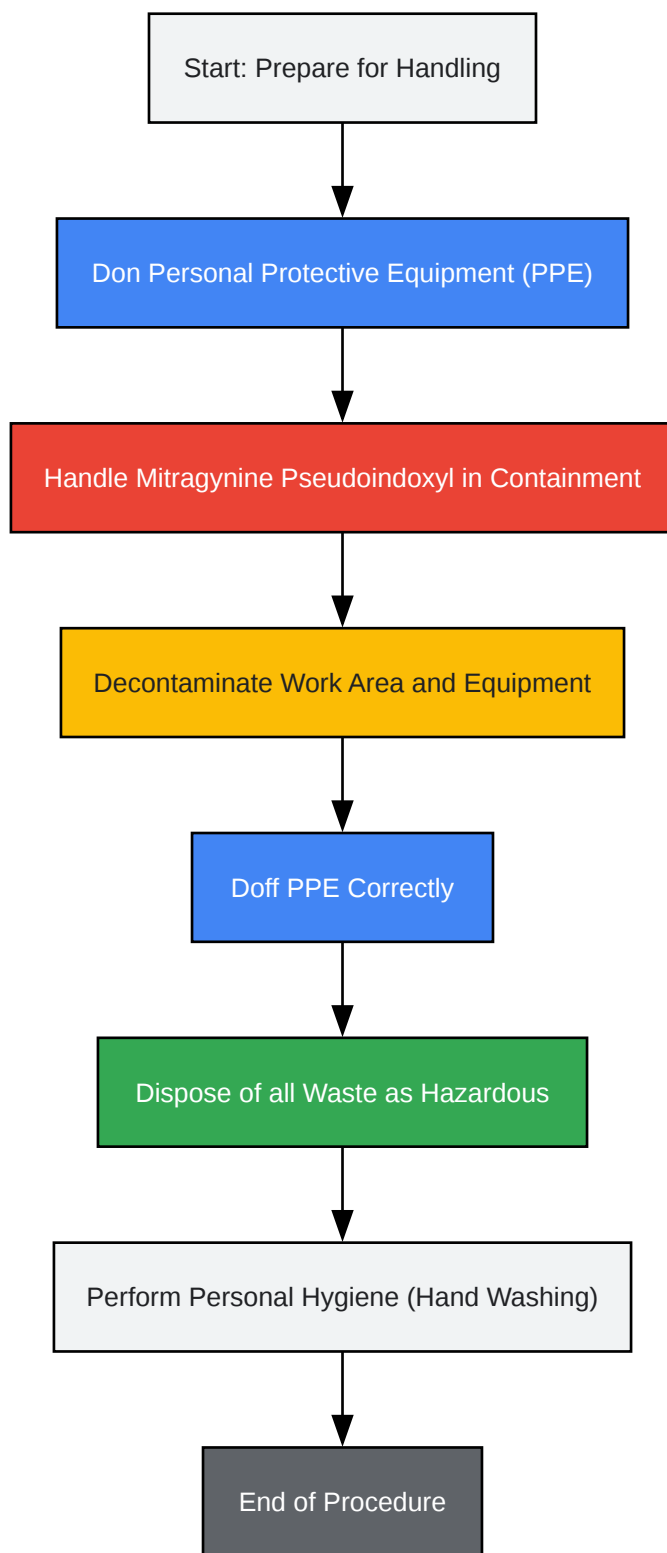 Start: Prepare for Handling
Don Personal Protective Equipment (PPE)
Handle Mitragynine Pseudoindoxyl in Containment
Decontaminate Work Area and Equipment
Doff PPE Correctly
Dispose of all Waste as Hazardous
Perform Personal Hygiene (Hand Washing)
End of Procedure